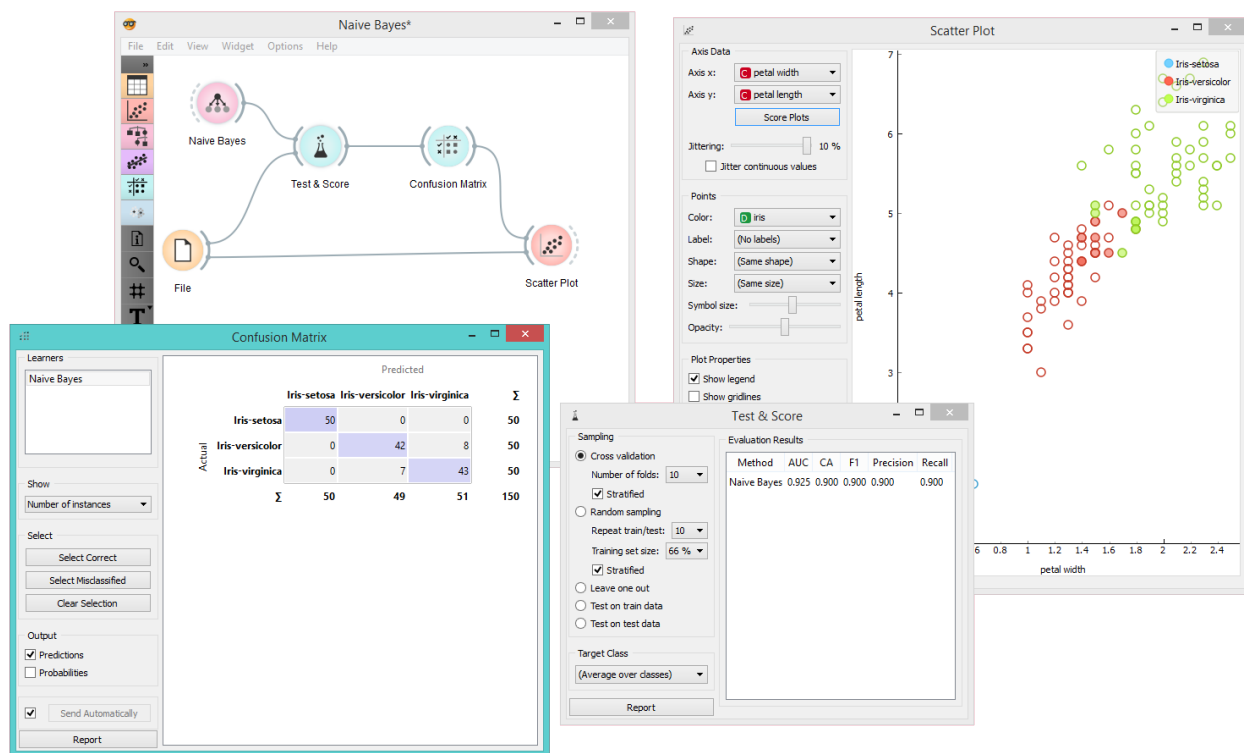 Naive Bayes*
File Edit View Widget Options Help
»
Naive Bayes
Test & Score
Confusion Matrix
File
Scatter Plot
T
Scatter Plot
Axis Data
Axis x: C petal width
Axis y: C petal length
Score Plots
Jittering: 10 %
Jitter continuous values
Points
Color: D iris
Label: (No labels)
Shape: (Same shape)
Size: (Same size)
Symbol size:
Opacity:
Plot Properties
Show legend
Show gridlines
Iris-setosa
Iris-versicolor
Iris-virginica
7
6
5
4
3
petal length
.6 0.8 1 1.2 1.4 1.6 1.8 2 2.2 2.4
petal width
Confusion Matrix
Learners
Naive Bayes
Show
Number of instances
Select
Select Correct
Select Misclassified
Clear Selection
Output
Predictions
Probabilities
Send Automatically
Report
Predicted
Iris-setosa Iris-versicolor Iris-virginica Σ
Actual
Iris-setosa 50 0 0 50
Iris-versicolor 0 42 8 50
Iris-virginica 0 7 43 50
Σ 50 49 51 150
Test & Score
Sampling
Cross validation
Number of folds: 10
Stratified
Random sampling
Repeat train/test: 10
Training set size: 66 %
Stratified
Leave one out
Test on train data
Test on test data
Target Class
(Average over classes)
Report
Evaluation Results
Method AUC CA F1 Precision Recall
Naive Bayes 0.925 0.900 0.900 0.900 0.900